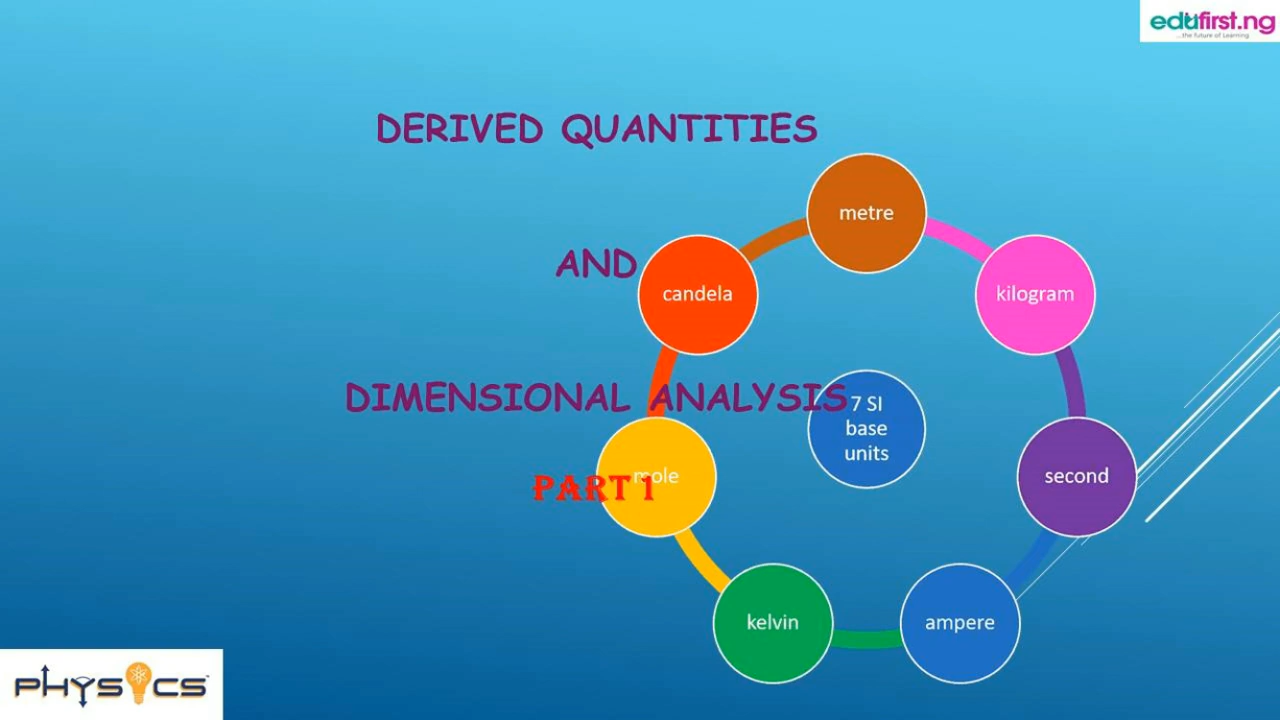 edufirst.ng
...the future of Learning
DERIVED QUANTITIES
AND
DIMENSIONAL ANALYSIS
PART 1
metre
kilogram
second
ampere
kelvin
mole
candela
7 SI
base
units
PHYSICS